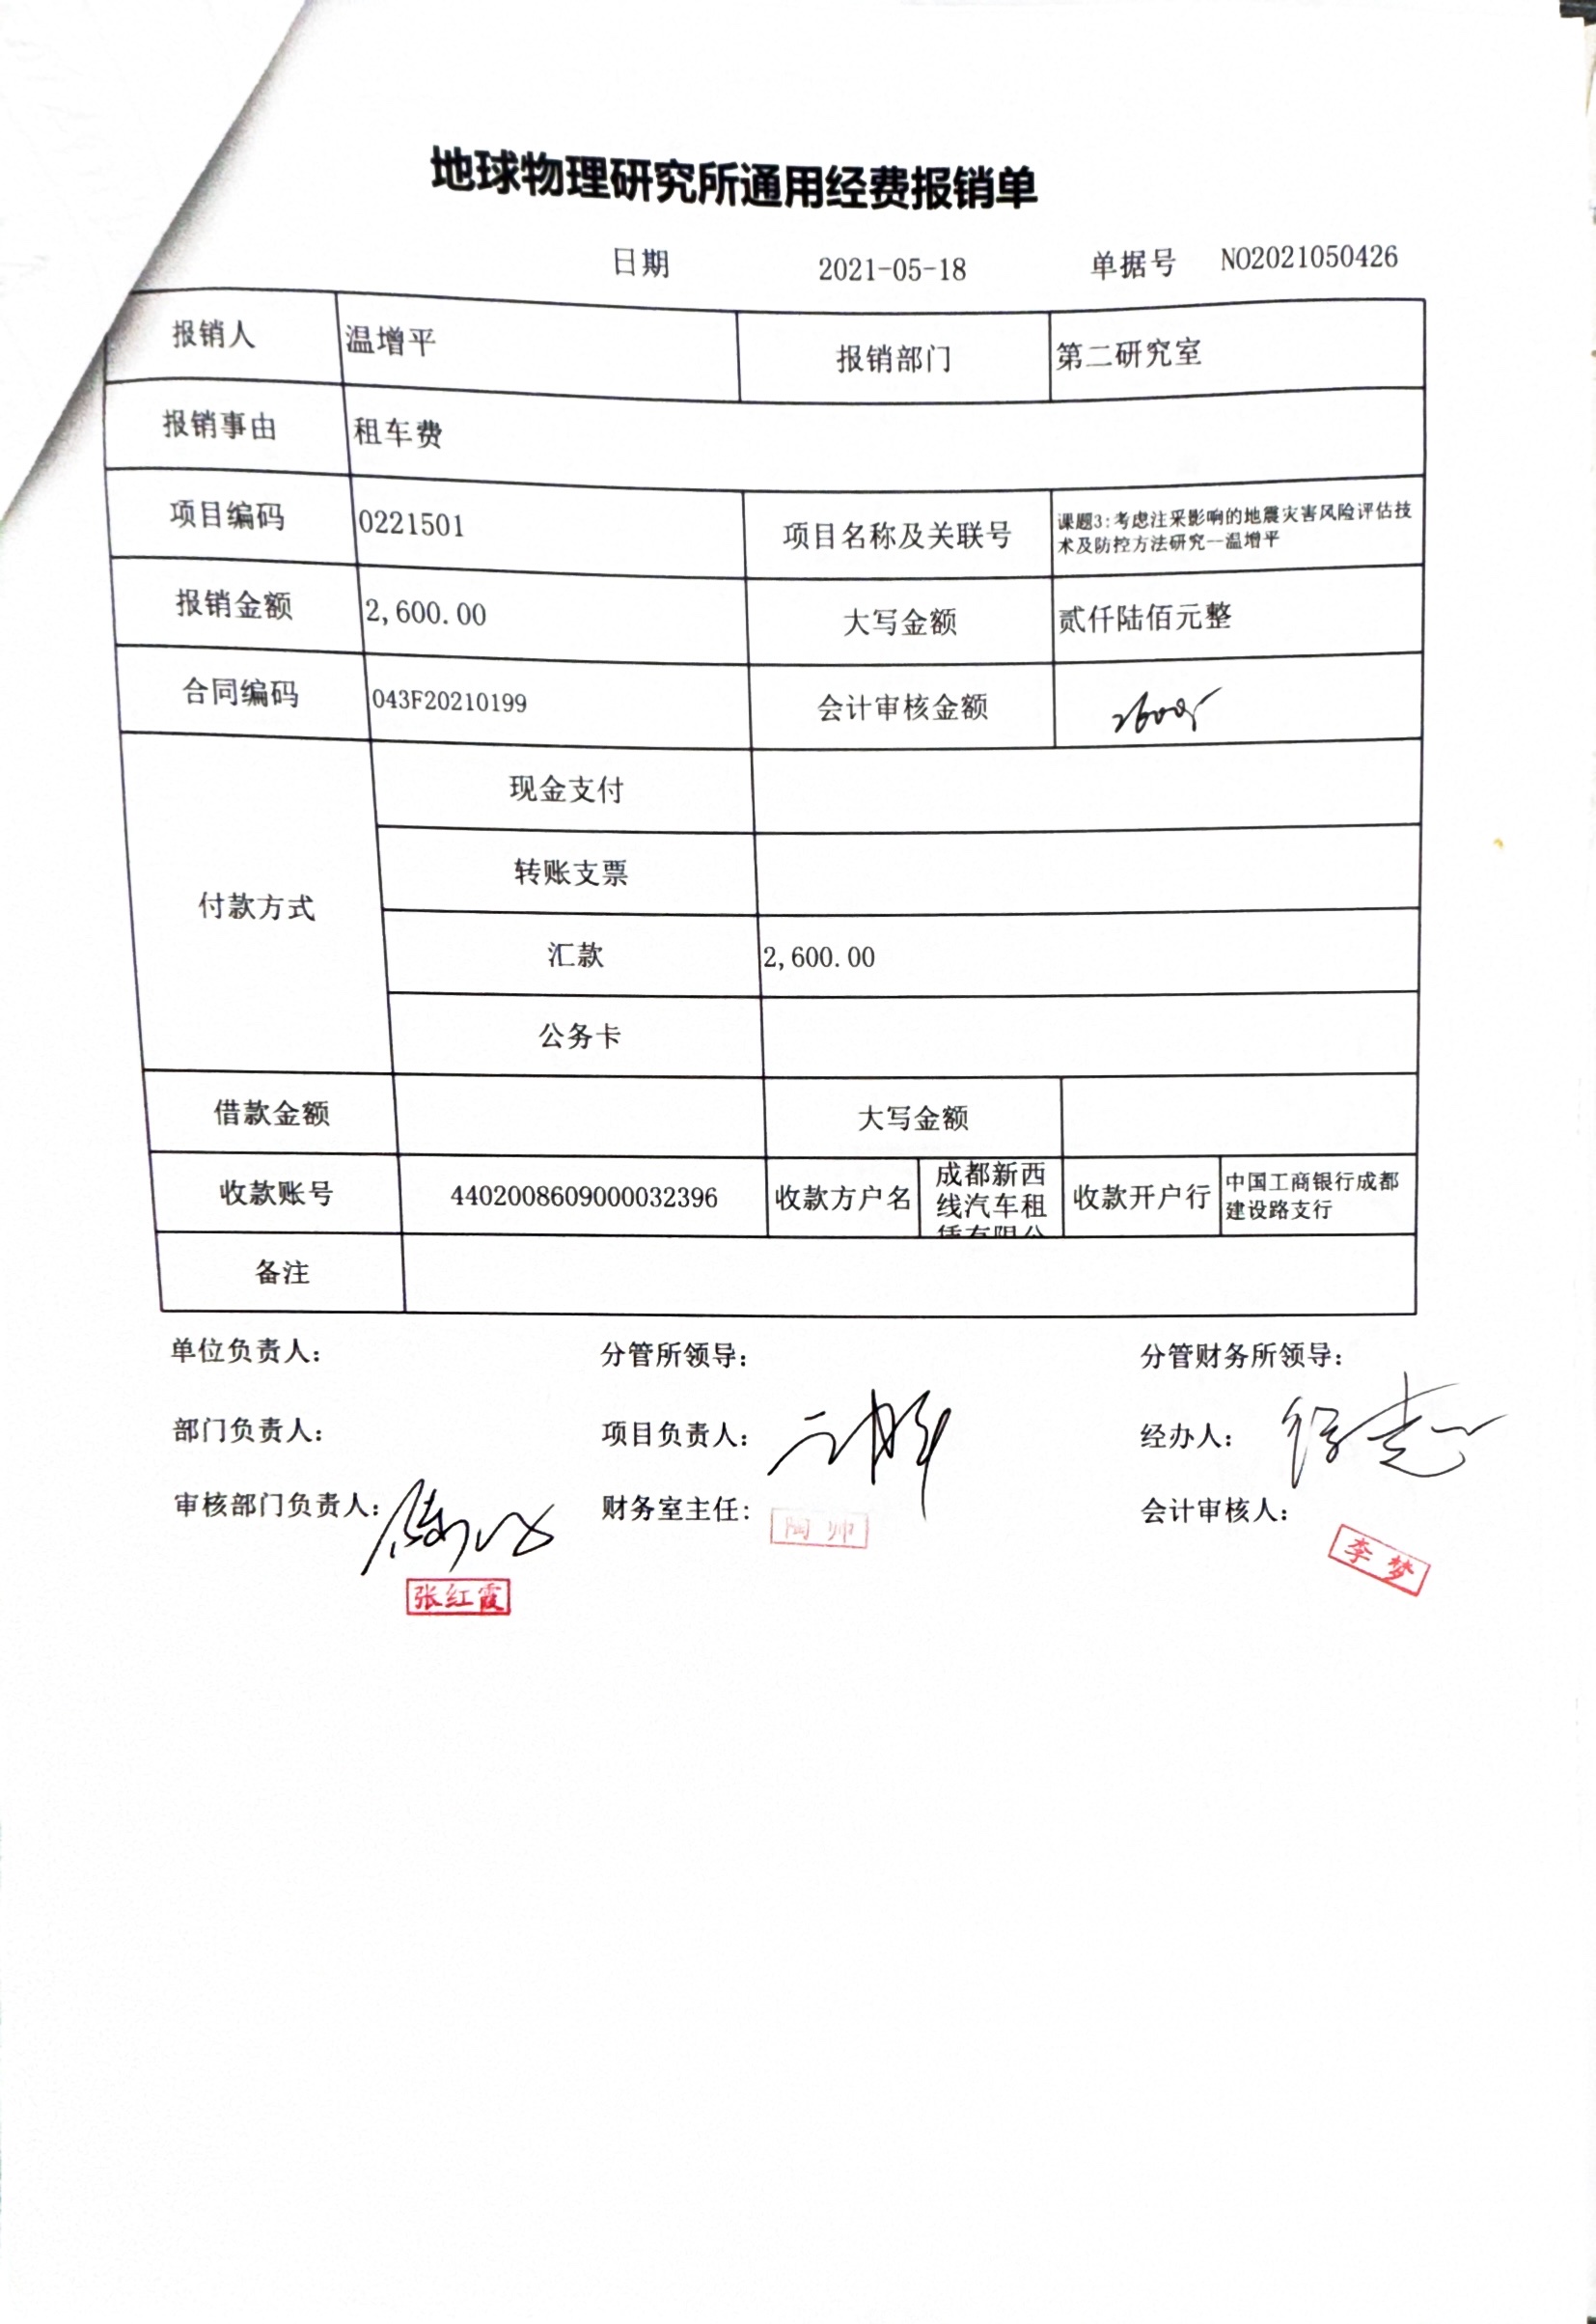 地球物理研究所通用经费报销单
日期 2021-05-18 单据号 NO2021050426
报销人 温增平 报销部门 第二研究室
报销事由 租车费
项目编码 0221501 项目名称及关联号 课题3:考虑注采影响的地震灾害风险评估技
术及防控方法研究—温增平
报销金额 2,600.00 大写金额 贰仟陆佰元整
合同编码 043F20210199 会计审核金额
付款方式
现金支付
转账支票
汇款 2,600.00
公务卡
借款金额 大写金额
收款账号 4402008609000032396 收款方户名
成都新西
线汽车租
赁有限公
收款开户行
中国工商银行成都
建设路支行
备注
单位负责人: 分管所领导: 分管财务所领导:
部门负责人: 项目负责人: 经办人:
审核部门负责人: 财务室主任: 陶帅 会计审核人:
李梦
张红霞